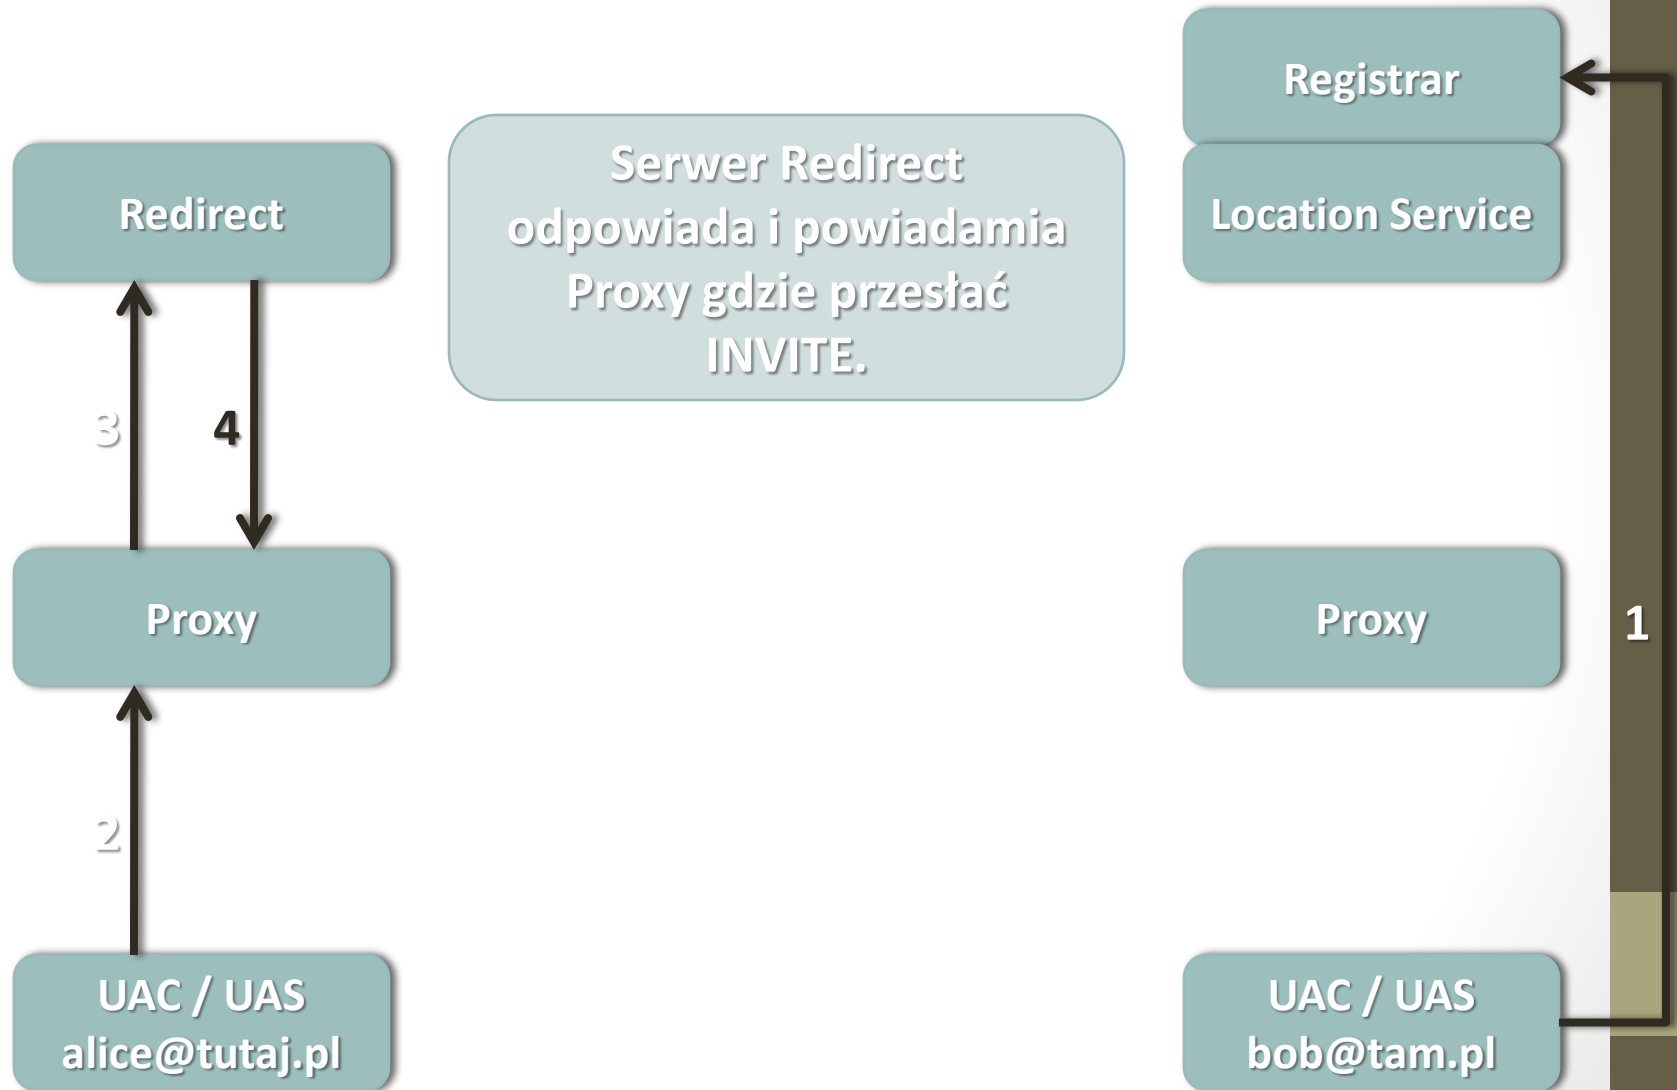 Registrar
Serwer Redirect
odpowiada i powiadamia
Proxy gdzie przesłać
INVITE.
Redirect
Location Service
3
4
Proxy
Proxy
1
2
UAC / UAS
alice@tutaj.pl
UAC / UAS
bob@tam.pl